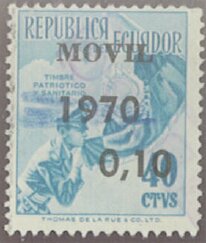 REPUBLICA
ECUADOR
MOVIL
TIMBRE
PATRIOTICO
Y SANITARIO
1970
0,10
40
CTVS
THOMAS DE LA RUE & CO. LTD.